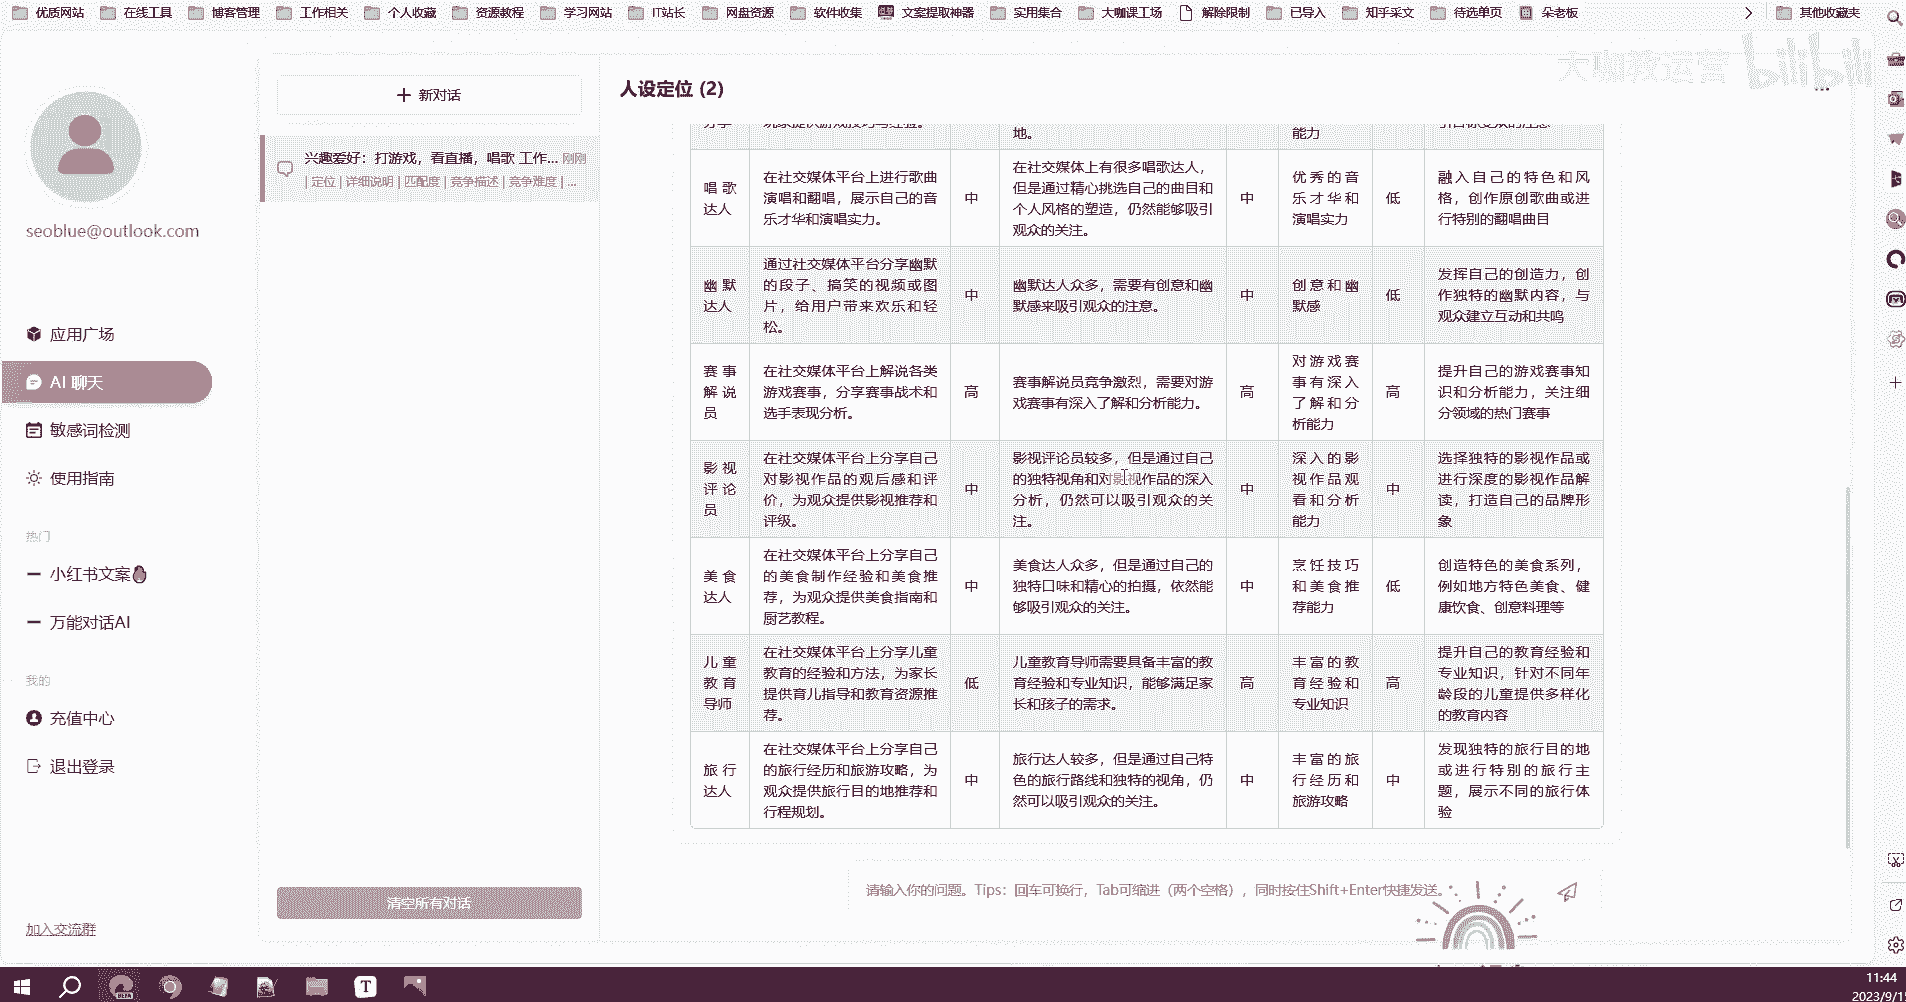 优质网站 在线工具 博客管理 工作相关 个人收藏 资源教程 学习网站 IT站长 网盘资源 软件收集 文案提取神器 实用集合 大咖课工场 解除限制 已导入 知乎采文 待选单页 朵老板 其他收藏夹
大咖教运营 bilibili
seoblue@outlook.com
应用广场
AI 聊天
敏感词检测
使用指南
热门
小红书文案
万能对话AI
我的
充值中心
退出登录
加入交流群
+ 新对话
兴趣爱好：打游戏，看直播，唱歌 工作... 刚刚
| 定位 | 详细说明 | 匹配度 | 竞争描述 | 竞争难度 | ...
清空所有对话
人设定位 (2)
地。
能力
唱歌
达人
在社交媒体平台上进行歌曲
演唱和翻唱，展示自己的音
乐才华和演唱实力。
中
在社交媒体上有很多唱歌达人，
但是通过精心挑选自己的曲目和
个人风格的塑造，仍然能够吸引
观众的关注。
中
优秀的音
乐才华和
演唱实力
低
融入自己的特色和风
格，创作原创歌曲或进
行特别的翻唱曲目
幽默
达人
通过社交媒体平台分享幽默
的段子、搞笑的视频或图
片，给用户带来欢乐和轻
松。
中
幽默达人众多，需要有创意和幽
默感来吸引观众的注意。
中
创意和幽
默感
低
发挥自己的创造力，创
作独特的幽默内容，与
观众建立互动和共鸣
赛事
解说
员
在社交媒体平台上解说各类
游戏赛事，分享赛事战术和
选手表现分析。
高
赛事解说员竞争激烈，需要对游
戏赛事有深入了解和分析能力。
高
对游戏赛
事有深入
了解和分
析能力
高
提升自己的游戏赛事知
识和分析能力，关注细
分领域的热门赛事
影视
评论
员
在社交媒体平台上分享自己
对影视作品的观后感和评
价，为观众提供影视推荐和
评级。
中
影视评论员较多，但是通过自己
的独特视角和对影视作品的深入
分析，仍然可以吸引观众的关
注。
中
深入的影
视作品观
看和分析
能力
中
选择独特的影视作品或
进行深度的影视作品解
读，打造自己的品牌形
象
美食
达人
在社交媒体平台上分享自己
的美食制作经验和美食推
荐，为观众提供美食指南和
厨艺教程。
中
美食达人众多，但是通过自己的
独特口味和精心的拍摄，依然能
够吸引观众的关注。
中
烹饪技巧
和美食推
荐能力
低
创造特色的美食系列，
例如地方特色美食、健
康饮食、创意料理等
儿童
教育
导师
在社交媒体平台上分享儿童
教育的经验和方法，为家长
提供育儿指导和教育资源推
荐。
低
儿童教育导师需要具备丰富的教
育经验和专业知识，能够满足家
长和孩子的需求。
高
丰富的教
育经验和
专业知识
高
提升自己的教育经验和
专业知识，针对不同年
龄段的儿童提供多样化
的教育内容
旅行
达人
在社交媒体平台上分享自己
的旅行经历和旅游攻略，为
观众提供旅行目的地推荐和
行程规划。
中
旅行达人较多，但是通过自己特
色的旅行路线和独特的视角，仍
然可以吸引观众的关注。
中
丰富的旅
行经历和
旅游攻略
中
发现独特的旅行目的地
或进行特别的旅行主
题，展示不同的旅行体
验
请输入你的问题。Tips：回车可换行，Tab可缩进（两个空格），同时按住Shift+Enter快捷发送。
11:44